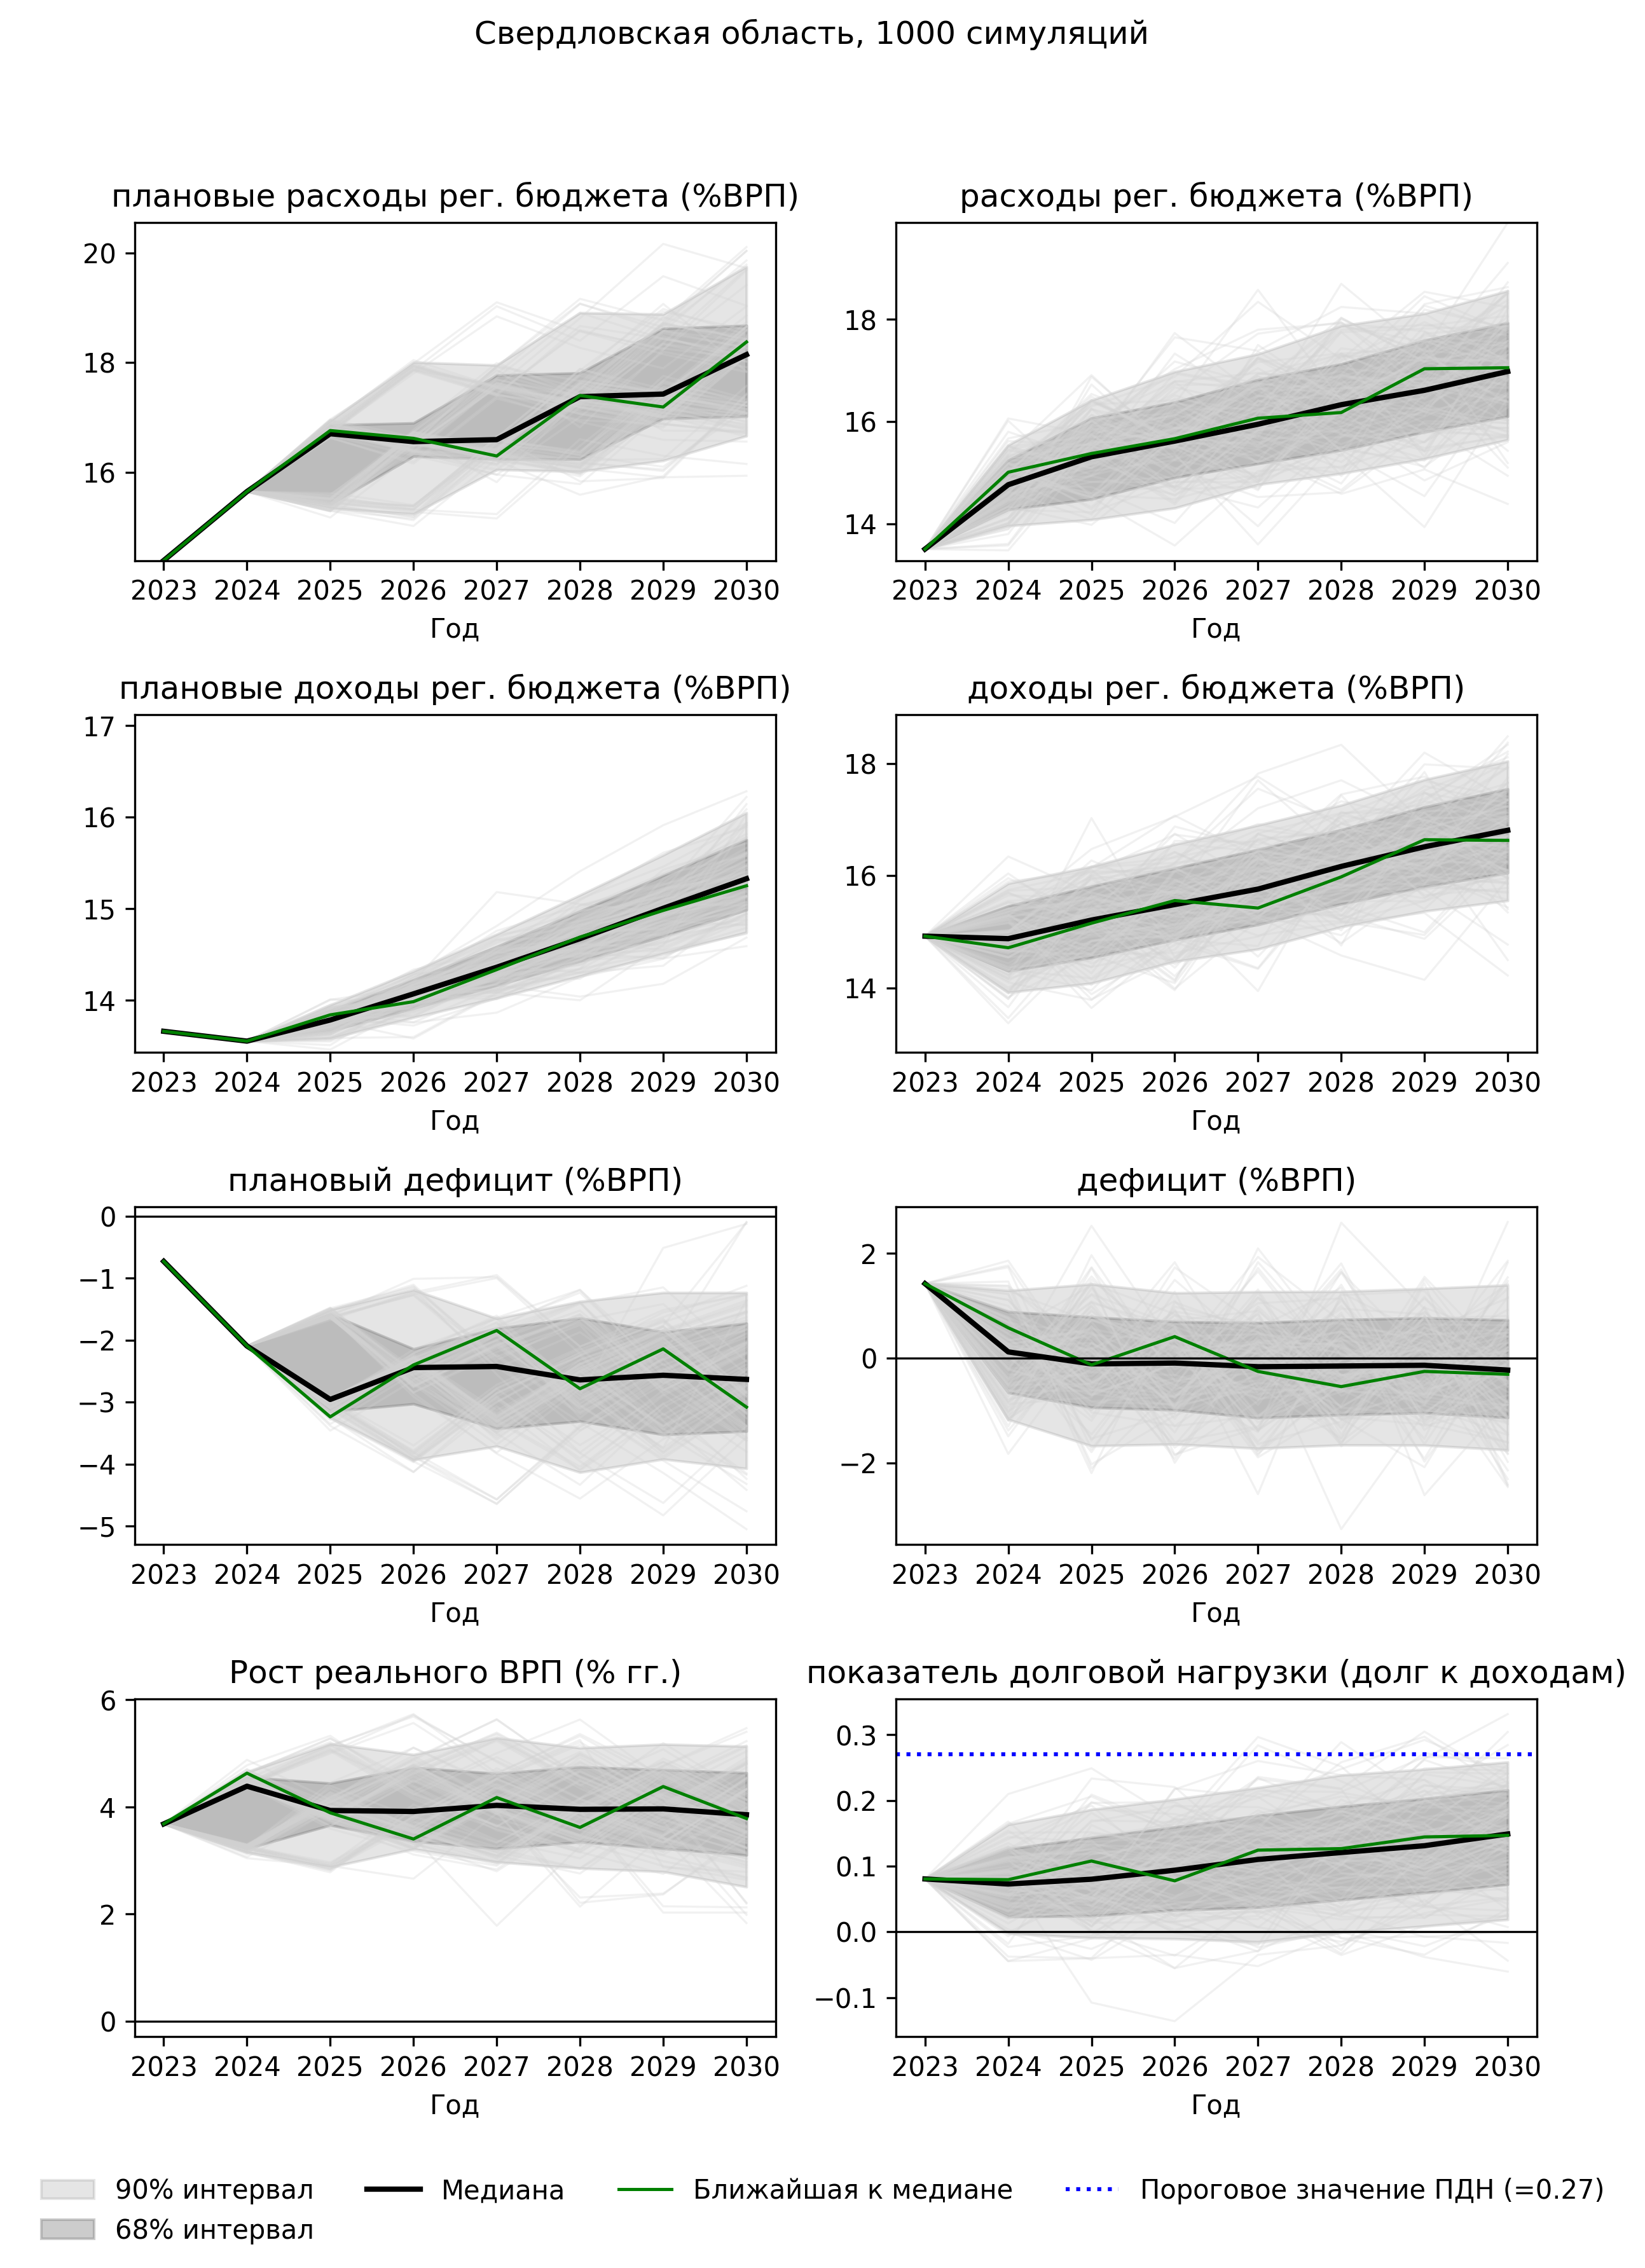 Свердловская область, 1000 симуляций
плановые расходы рег. бюджета (%ВРП)
20
18
16
2023 2024 2025 2026 2027 2028 2029 2030
Год
расходы рег. бюджета (%ВРП)
18
16
14
2023 2024 2025 2026 2027 2028 2029 2030
Год
плановые доходы рег. бюджета (%ВРП)
17
16
15
14
2023 2024 2025 2026 2027 2028 2029 2030
Год
доходы рег. бюджета (%ВРП)
18
16
14
2023 2024 2025 2026 2027 2028 2029 2030
Год
плановый дефицит (%ВРП)
0
−1
−2
−3
−4
−5
2023 2024 2025 2026 2027 2028 2029 2030
Год
дефицит (%ВРП)
2
0
−2
2023 2024 2025 2026 2027 2028 2029 2030
Год
Рост реального ВРП (% гг.)
6
4
2
0
2023 2024 2025 2026 2027 2028 2029 2030
Год
показатель долговой нагрузки (долг к доходам)
0.3
0.2
0.1
0.0
−0.1
2023 2024 2025 2026 2027 2028 2029 2030
Год
90% интервал
68% интервал
Медиана
Ближайшая к медиане
Пороговое значение ПДН (=0.27)